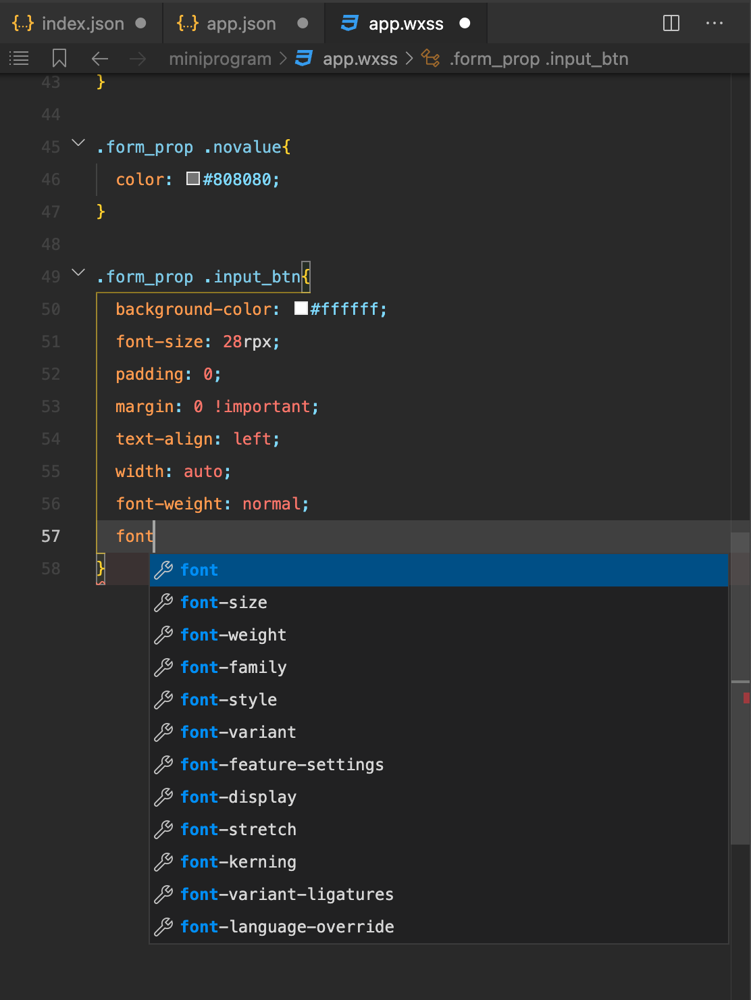 {...} index.json ● {...} app.json ● app.wxss ●
miniprogram > app.wxss > .form_prop .input_btn
43 }
44
45 .form_prop .novalue{
46 color: #808080;
47 }
48
49 .form_prop .input_btn{
50 background-color: #ffffff;
51 font-size: 28rpx;
52 padding: 0;
53 margin: 0 !important;
54 text-align: left;
55 width: auto;
56 font-weight: normal;
57 font
58 }
font
font-size
font-weight
font-family
font-style
font-variant
font-feature-settings
font-display
font-stretch
font-kerning
font-variant-ligatures
font-language-override